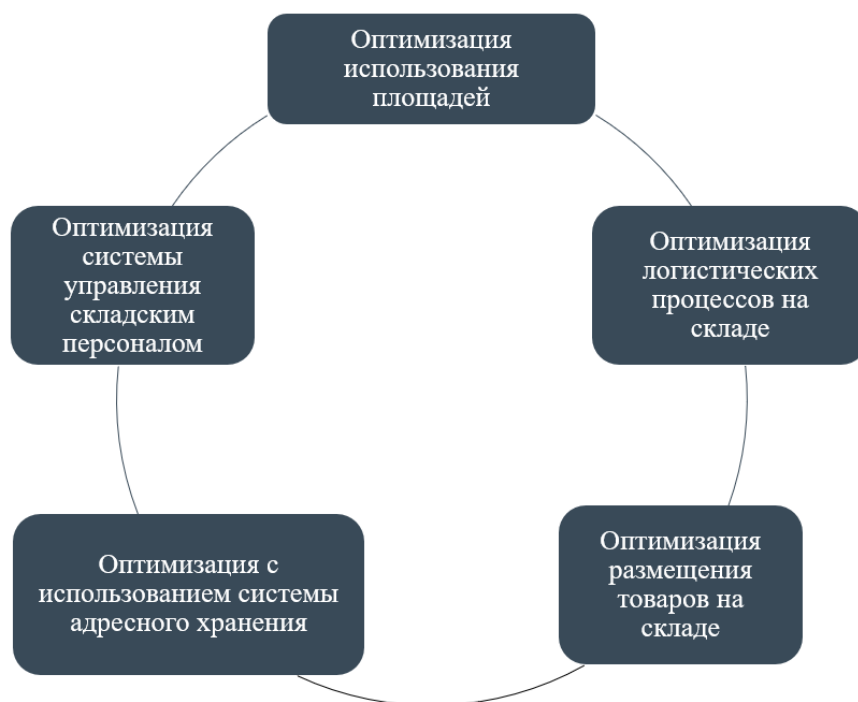 Оптимизация
использования
площадей
Оптимизация
логистических
процессов на
складе
Оптимизация
размещения
товаров на
складе
Оптимизация с
использованием системы
адресного хранения
Оптимизация
системы
управления
складским
персоналом